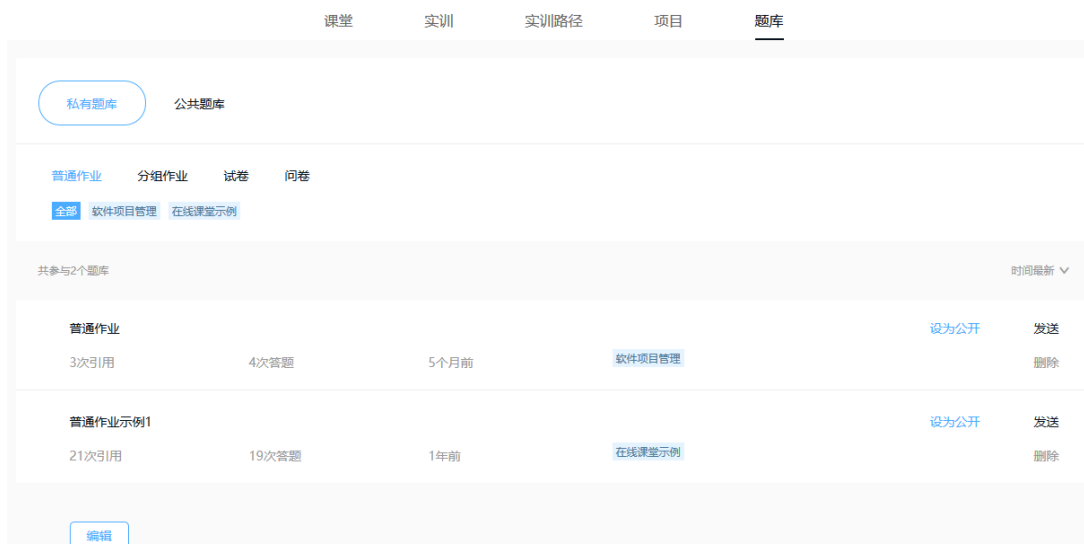 课堂 实训 实训路径 项目 题库
私有题库 公共题库
普通作业 分组作业 试卷 问卷
全部 软件项目管理 在线课堂示例
共参与2个题库 时间最新
普通作业 设为公开 发送
3次引用 4次答题 5个月前 软件项目管理 删除
普通作业示例1 设为公开 发送
21次引用 19次答题 1年前 在线课堂示例 删除
编辑